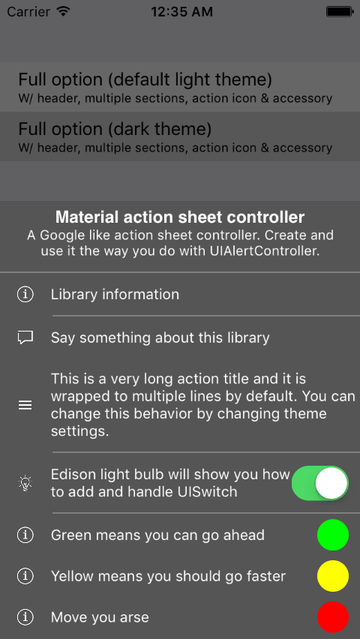 Carrier 12:35 AM
Full option (default light theme)
W/ header, multiple sections, action icon & accessory
Full option (dark theme)
W/ header, multiple sections, action icon & accessory
Material action sheet controller
A Google like action sheet controller. Create and
use it the way you do with UIAlertController.
Library information
Say something about this library
This is a very long action title and it is
wrapped to multiple lines by default. You can
change this behavior by changing theme
settings.
Edison light bulb will show you how
to add and handle UISwitch
Green means you can go ahead
Yellow means you should go faster
Move you arse